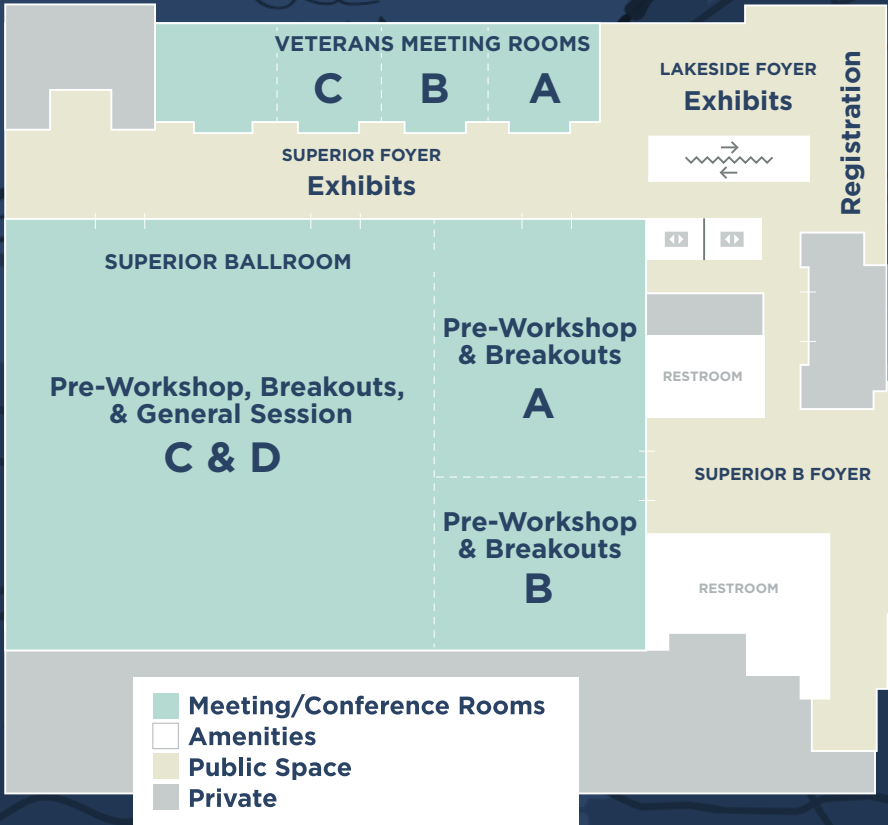 VETERANS MEETING ROOMS
C B A
LAKESIDE FOYER
Exhibits
Registration
SUPERIOR FOYER
Exhibits
SUPERIOR BALLROOM
Pre-Workshop, Breakouts,
& General Session
C & D
Pre-Workshop
& Breakouts
A
Pre-Workshop
& Breakouts
B
RESTROOM
SUPERIOR B FOYER
RESTROOM
Meeting/Conference Rooms
Amenities
Public Space
Private